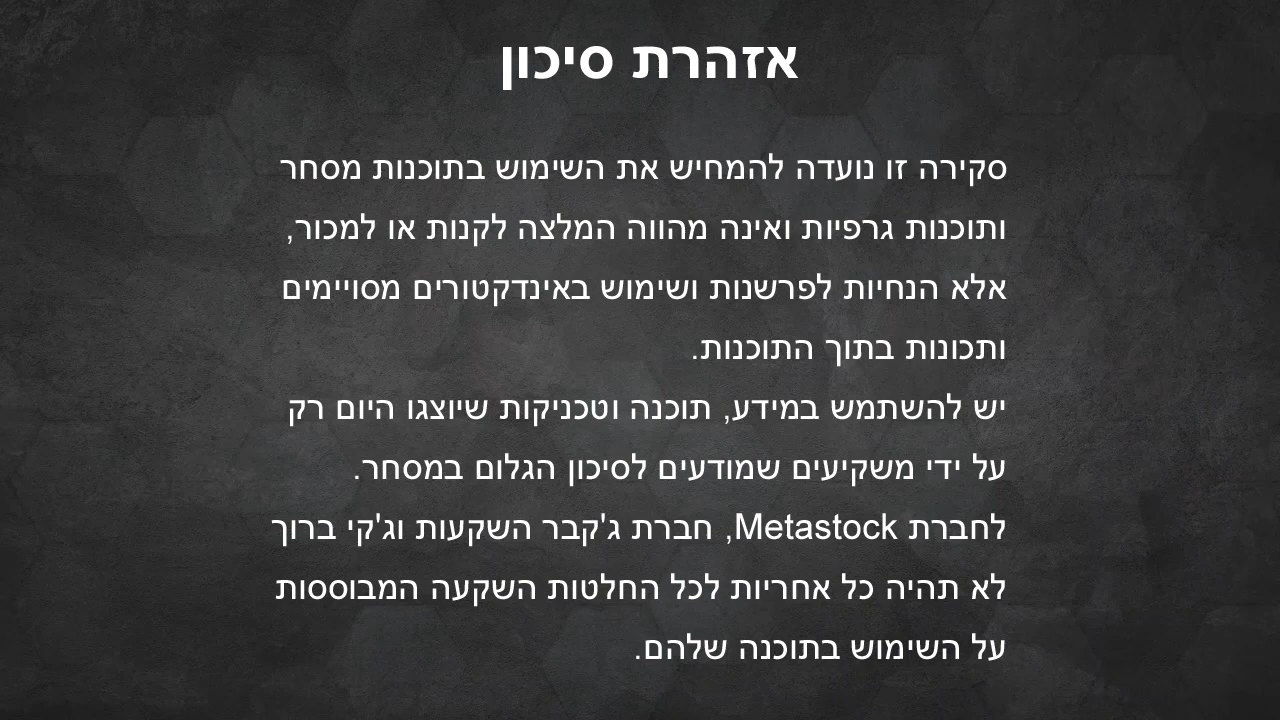 אזהרת סיכון
סקירה זו נועדה להמחיש את השימוש בתוכנות מסחר
ותוכנות גרפיות ואינה מהווה המלצה לקנות או למכור,
אלא הנחיות לפרשנות ושימוש באינדקטורים מסויימים
ותכונות בתוך התוכנות.
יש להשתמש במידע, תוכנה וטכניקות שיוצגו היום רק
על ידי משקיעים שמודעים לסיכון הגלום במסחר.
לחברת Metastock, חברת ג'קבר השקעות וג'קי ברוך
לא תהיה כל אחריות לכל החלטות השקעה המבוססות
על השימוש בתוכנה שלהם.